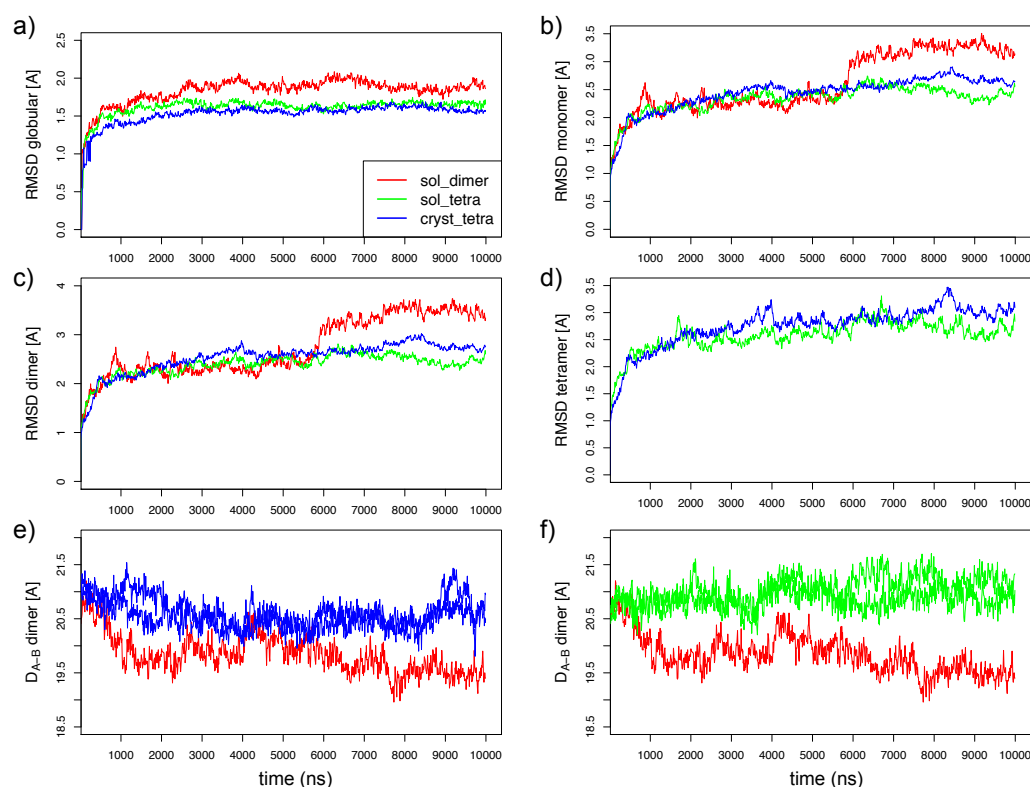 a)
RMSD globular [A]
0.0 0.5 1.0 1.5 2.0 2.5
sol_dimer
sol_tetra
cryst_tetra
1000 2000 3000 4000 5000 6000 7000 8000 9000 10000
b)
RMSD monomer [A]
0.0 0.5 1.0 1.5 2.0 2.5 3.0 3.5
1000 2000 3000 4000 5000 6000 7000 8000 9000 10000
c)
RMSD dimer [A]
0 1 2 3 4
1000 2000 3000 4000 5000 6000 7000 8000 9000 10000
d)
RMSD tetramer [A]
0.0 0.5 1.0 1.5 2.0 2.5 3.0 3.5
1000 2000 3000 4000 5000 6000 7000 8000 9000 10000
e)
D A−B dimer [A]
18.5 19.5 20.5 21.5
1000 2000 3000 4000 5000 6000 7000 8000 9000 10000
time (ns)
f)
D A−B dimer [A]
18.5 19.5 20.5 21.5
1000 2000 3000 4000 5000 6000 7000 8000 9000 10000
time (ns)